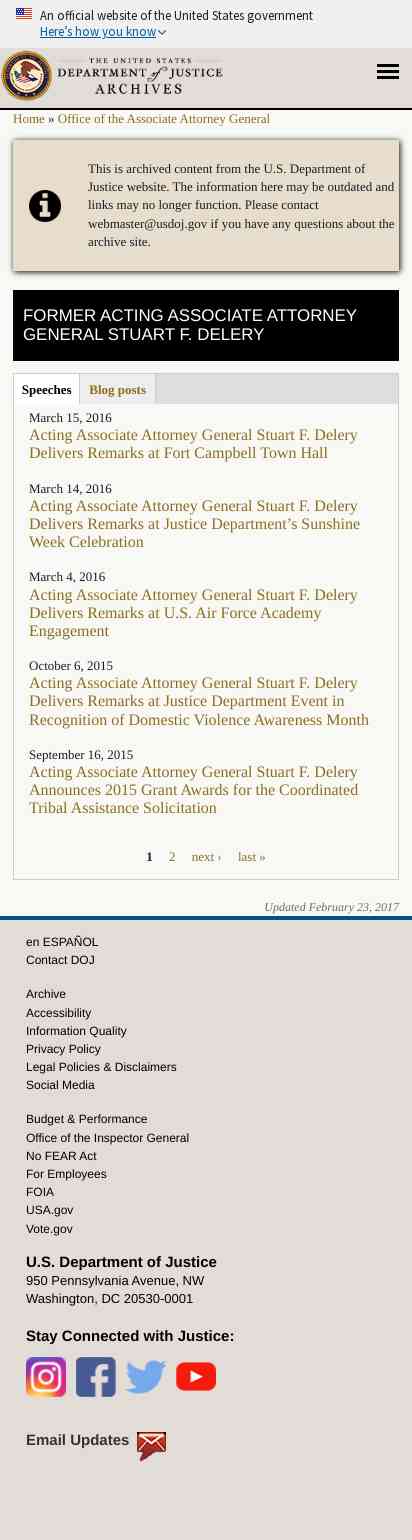 An official website of the United States government
Here's how you know
THE UNITED STATES
DEPARTMENT of JUSTICE
ARCHIVES
Home » Office of the Associate Attorney General
This is archived content from the U.S. Department of
Justice website. The information here may be outdated and
links may no longer function. Please contact
webmaster@usdoj.gov if you have any questions about the
archive site.
FORMER ACTING ASSOCIATE ATTORNEY
GENERAL STUART F. DELERY
Speeches Blog posts
March 15, 2016
Acting Associate Attorney General Stuart F. Delery
Delivers Remarks at Fort Campbell Town Hall
March 14, 2016
Acting Associate Attorney General Stuart F. Delery
Delivers Remarks at Justice Department’s Sunshine
Week Celebration
March 4, 2016
Acting Associate Attorney General Stuart F. Delery
Delivers Remarks at U.S. Air Force Academy
Engagement
October 6, 2015
Acting Associate Attorney General Stuart F. Delery
Delivers Remarks at Justice Department Event in
Recognition of Domestic Violence Awareness Month
September 16, 2015
Acting Associate Attorney General Stuart F. Delery
Announces 2015 Grant Awards for the Coordinated
Tribal Assistance Solicitation
1 2 next › last »
Updated February 23, 2017
en ESPAÑOL
Contact DOJ
Archive
Accessibility
Information Quality
Privacy Policy
Legal Policies & Disclaimers
Social Media
Budget & Performance
Office of the Inspector General
No FEAR Act
For Employees
FOIA
USA.gov
Vote.gov
U.S. Department of Justice
950 Pennsylvania Avenue, NW
Washington, DC 20530-0001
Stay Connected with Justice:
Email Updates